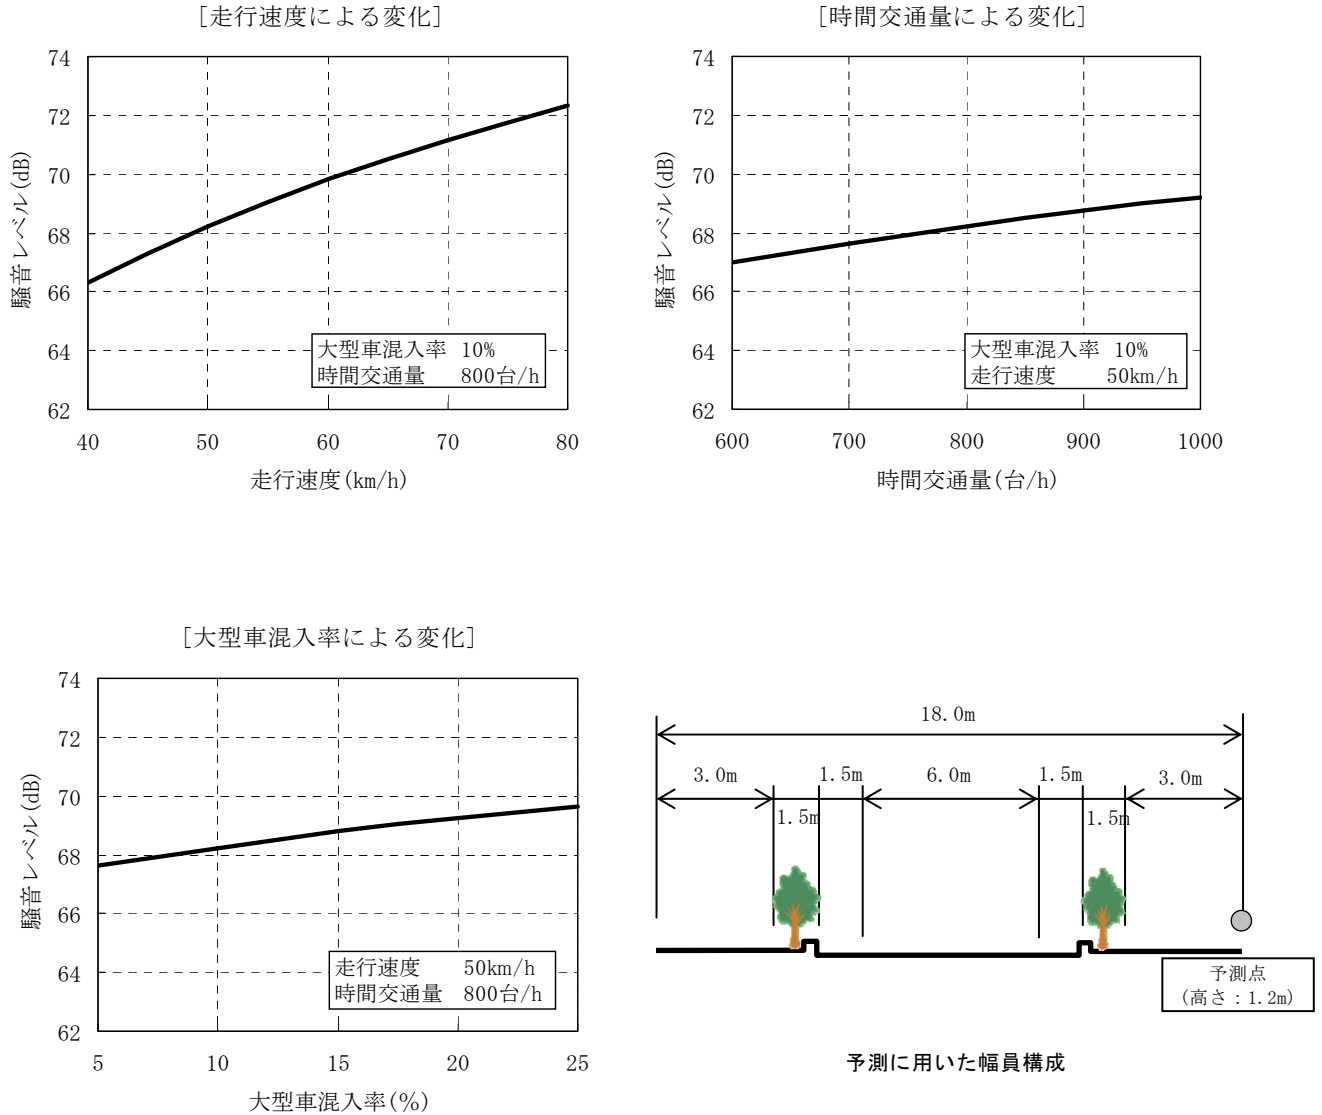 [走行速度による変化]
74
72
70
68
66
64
62
騒音レベル(dB)
大型車混入率 10%
時間交通量 800台/h
40 50 60 70 80
走行速度(km/h)
[時間交通量による変化]
74
72
70
68
66
64
62
騒音レベル(dB)
大型車混入率 10%
走行速度 50km/h
600 700 800 900 1000
時間交通量(台/h)
[大型車混入率による変化]
74
72
70
68
66
64
62
騒音レベル(dB)
走行速度 50km/h
時間交通量 800台/h
5 10 15 20 25
大型車混入率(%)
18.0m
3.0m 1.5m 6.0m 1.5m 3.0m
1.5m 1.5m
予測点
(高さ：1.2m)
予測に用いた幅員構成